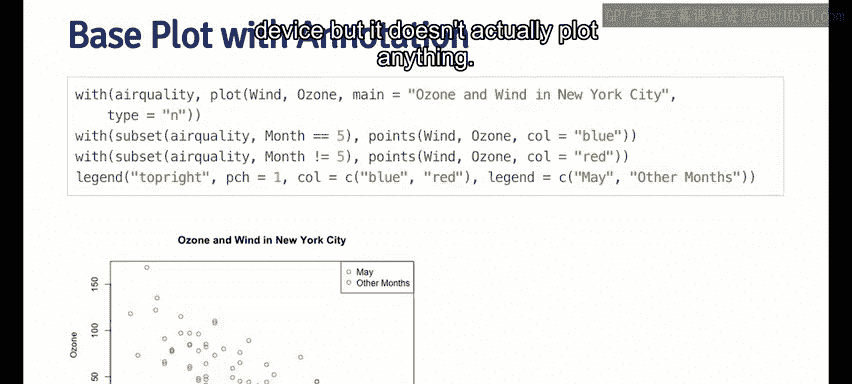 Base Plot with Annotation
device but it doesn't actually plot
anything.
with(airquality, plot(Wind, Ozone, main = "Ozone and Wind in New York City",
type = "n"))
with(subset(airquality, Month == 5), points(Wind, Ozone, col = "blue"))
with(subset(airquality, Month != 5), points(Wind, Ozone, col = "red"))
legend("topright", pch = 1, col = c("blue", "red"), legend = c("May", "Other Months"))
Ozone and Wind in New York City
May
Other Months
150
100
50
Ozone